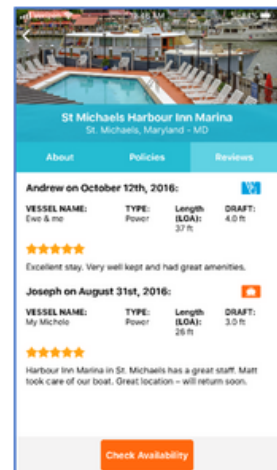 St Michaels Harbour Inn Marina
St. Michaels, Maryland - MD
About Policies Reviews
Andrew on October 12th, 2016:
VESSEL NAME: TYPE: Length DRAFT:
Ewe & me Power (LOA): 4.0 ft
37 ft
Excellent stay. Very well kept and had great amenities.
Joseph on August 31st, 2016:
VESSEL NAME: TYPE: Length DRAFT:
My Michele Power (LOA): 3.0 ft
26 ft
Harbour Inn Marina in St. Michaels has a great staff. Matt
took care of our boat. Great location – will return soon.
Check Availability